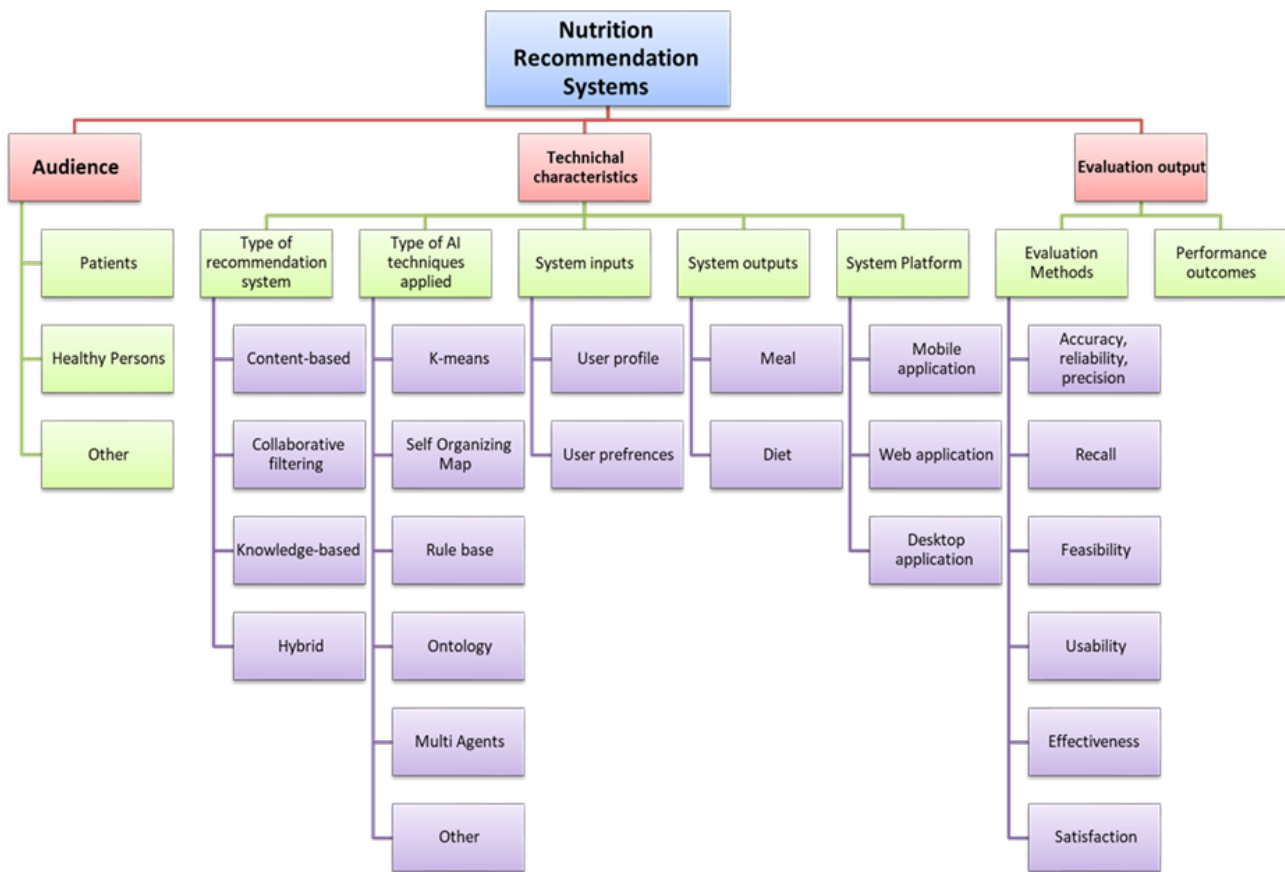 Nutrition
Recommendation
Systems
Audience
Technichal
characteristics
Evaluation output
Patients
Healthy Persons
Other
Type of
recommendation
system
Content-based
Collaborative
filtering
Knowledge-based
Hybrid
Type of AI
techniques
applied
K-means
Self Organizing
Map
Rule base
Ontology
Multi Agents
Other
System inputs
User profile
User prefrences
System outputs
Meal
Diet
System Platform
Mobile
application
Web application
Desktop
application
Evaluation
Methods
Accuracy,
reliability,
precision
Recall
Feasibility
Usability
Effectiveness
Satisfaction
Performance
outcomes